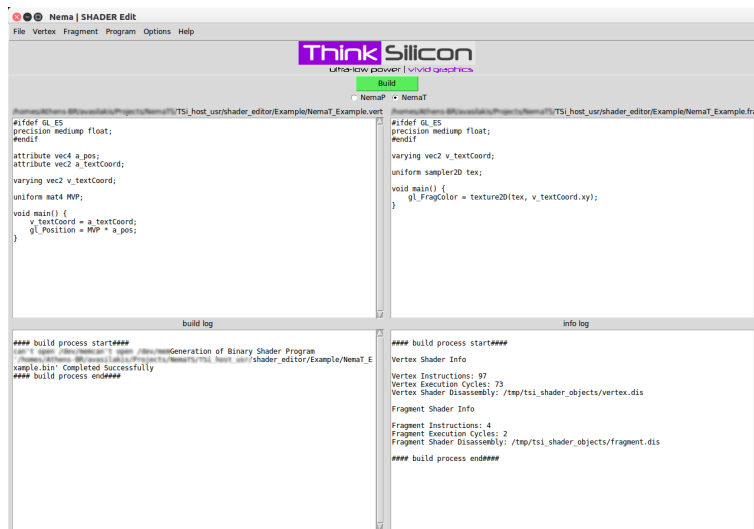 Nema | SHADER Edit
File Vertex Fragment Program Options Help
Think Silicon
ultra-low power | vivid graphics
Build
NemaP NemaT
/TSi_host_usr/shader_editor/Example/NemaT_Example.vert
#ifdef GL_ES
precision mediump float;
#endif
attribute vec4 a_pos;
attribute vec2 a_textCoord;
varying vec2 v_textCoord;
uniform mat4 MVP;
void main() {
v_textCoord = a_textCoord;
gl_Position = MVP * a_pos;
}
/TSi_host_usr/shader_editor/Example/NemaT_Example.fra
#ifdef GL_ES
precision mediump float;
#endif
varying vec2 v_textCoord;
uniform sampler2D tex;
void main() {
gl_FragColor = texture2D(tex, v_textCoord.xy);
}
build log
#### build process start####
Generation of Binary Shader Program
/shader_editor/Example/NemaT_E
xample.bin' Completed Successfully
#### build process end####
info log
#### build process start####
Vertex Shader Info
Vertex Instructions: 97
Vertex Execution Cycles: 73
Vertex Shader Disassembly: /tmp/tsi_shader_objects/vertex.dis
Fragment Shader Info
Fragment Instructions: 4
Fragment Execution Cycles: 2
Fragment Shader Disassembly: /tmp/tsi_shader_objects/fragment.dis
#### build process end####